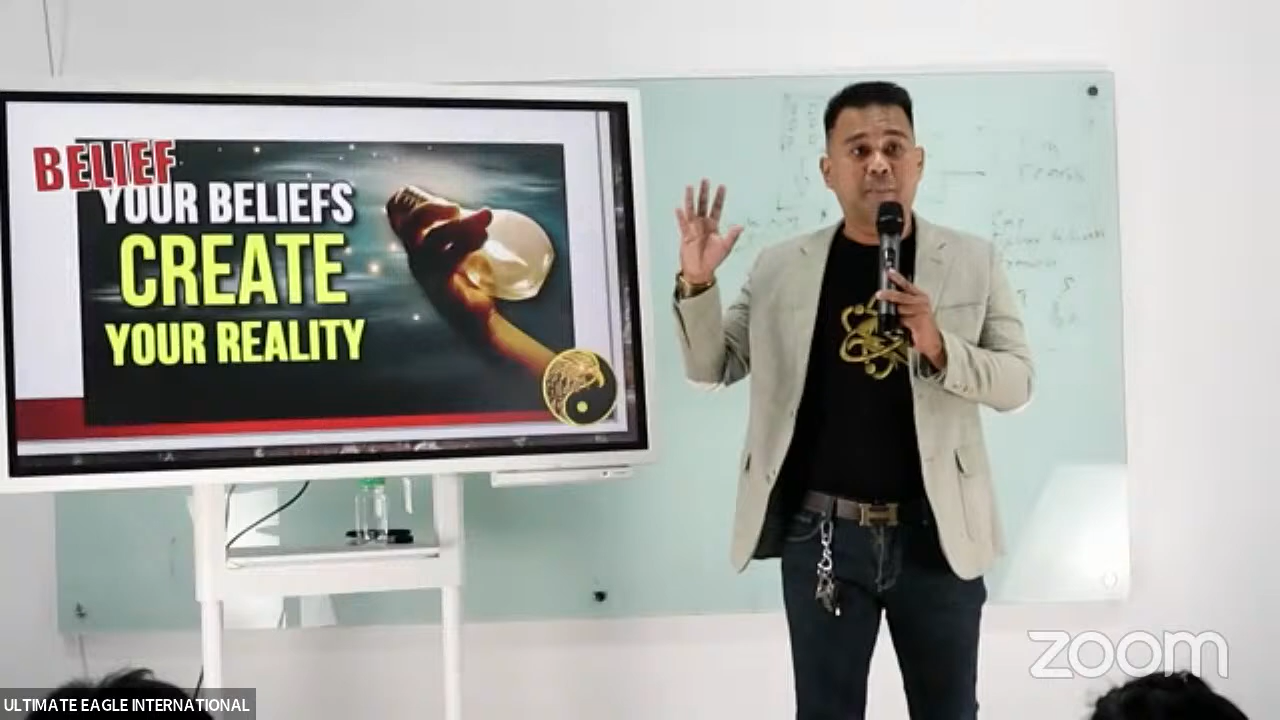 BELIEF
YOUR BELIEFS
CREATE
YOUR REALITY
ULTIMATE EAGLE INTERNATIONAL
zoom